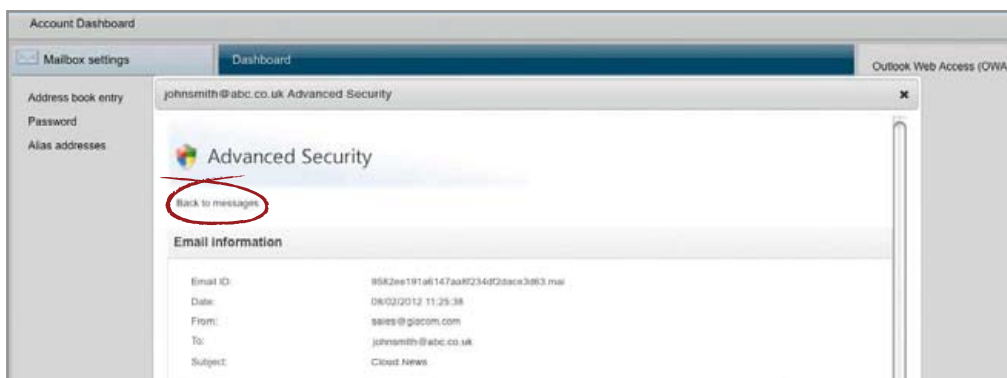 Account Dashboard
Mailbox settings
Dashboard
Outlook Web Access (OWA
Address book entry
Password
Alias addresses
johnsmith@abc.co.uk Advanced Security
Advanced Security
Back to messages
Email information
Email ID:
Date: 08/02/2012 11:25:38
From: sales@giacom.com
To: johnsmith@abc.co.uk
Subject: Cloud News